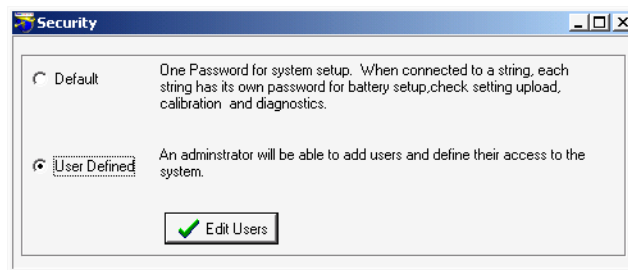 Security
Default
One Password for system setup. When connected to a string, each
string has its own password for battery setup,check setting upload,
calibration and diagnostics.
User Defined
An adminstrator will be able to add users and define their access to the
system.
Edit Users